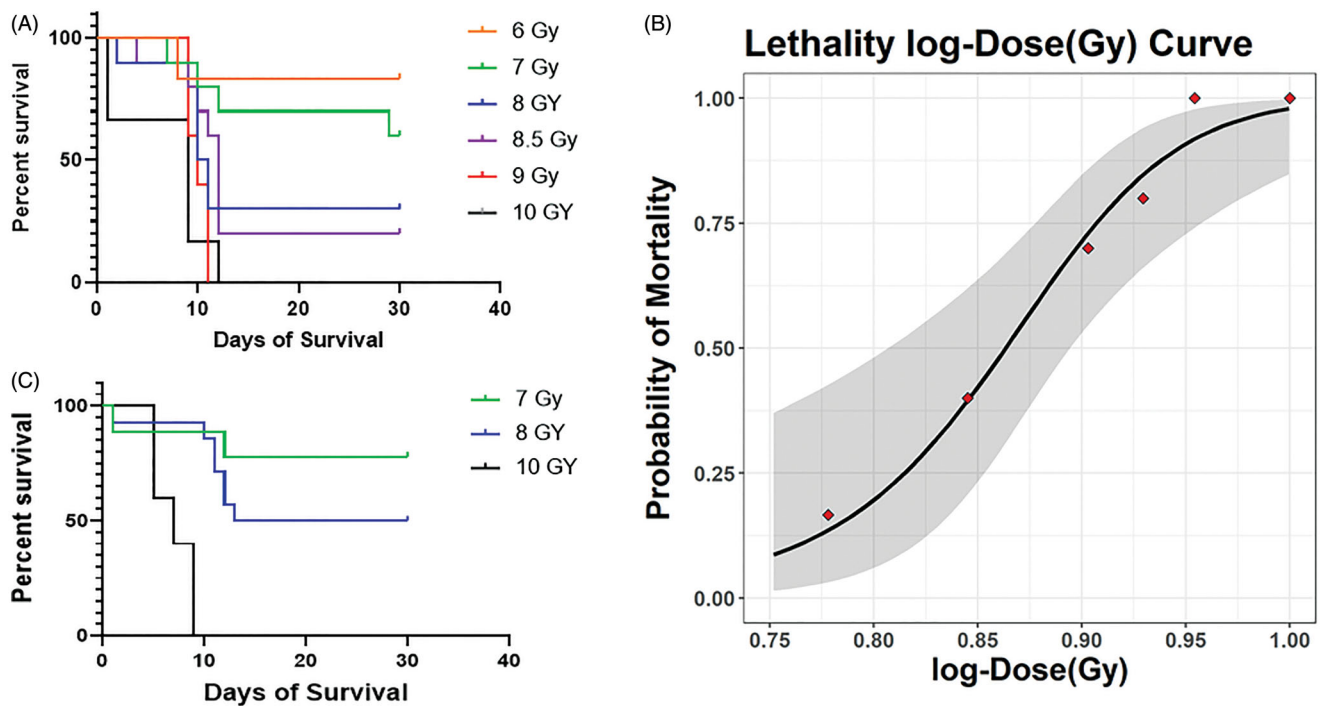 (A)
100
50
0
Percent survival
0 10 20 30 40
Days of Survival
6 Gy
7 Gy
8 GY
8.5 Gy
9 Gy
10 GY
(B)
Lethality log-Dose(Gy) Curve
1.00
0.75
0.50
0.25
0.00
Probability of Mortality
0.75 0.80 0.85 0.90 0.95 1.00
log-Dose(Gy)
(C)
100
50
0
Percent survival
0 10 20 30 40
Days of Survival
7 Gy
8 GY
10 GY